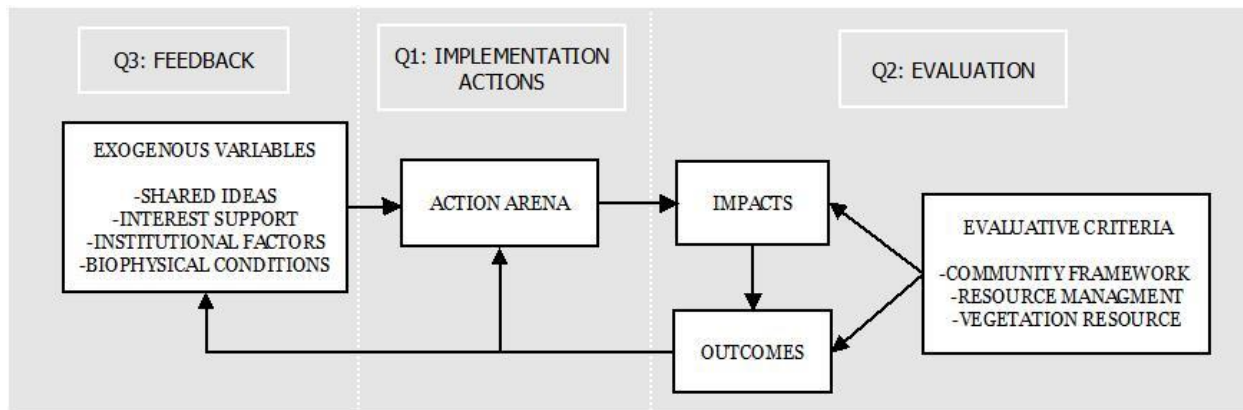 Q3: FEEDBACK
Q1: IMPLEMENTATION
ACTIONS
Q2: EVALUATION
EXOGENOUS VARIABLES
-SHARED IDEAS
-INTEREST SUPPORT
-INSTITUTIONAL FACTORS
-BIOPHYSICAL CONDITIONS
ACTION ARENA
IMPACTS
OUTCOMES
EVALUATIVE CRITERIA
-COMMUNITY FRAMEWORK
-RESOURCE MANAGMENT
-VEGETATION RESOURCE